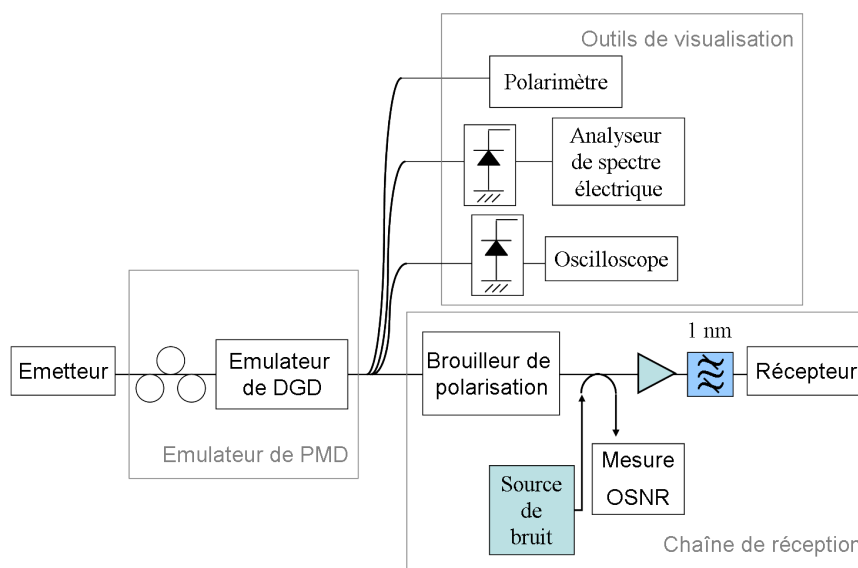 Outils de visualisation
Polarimètre
Analyseur
de spectre
électrique
Oscilloscope
1 nm
Emetteur
Emulateur
de DGD
Brouilleur de
polarisation
Récepteur
Emulateur de PMD
Source
de
bruit
Mesure
OSNR
Chaîne de réception